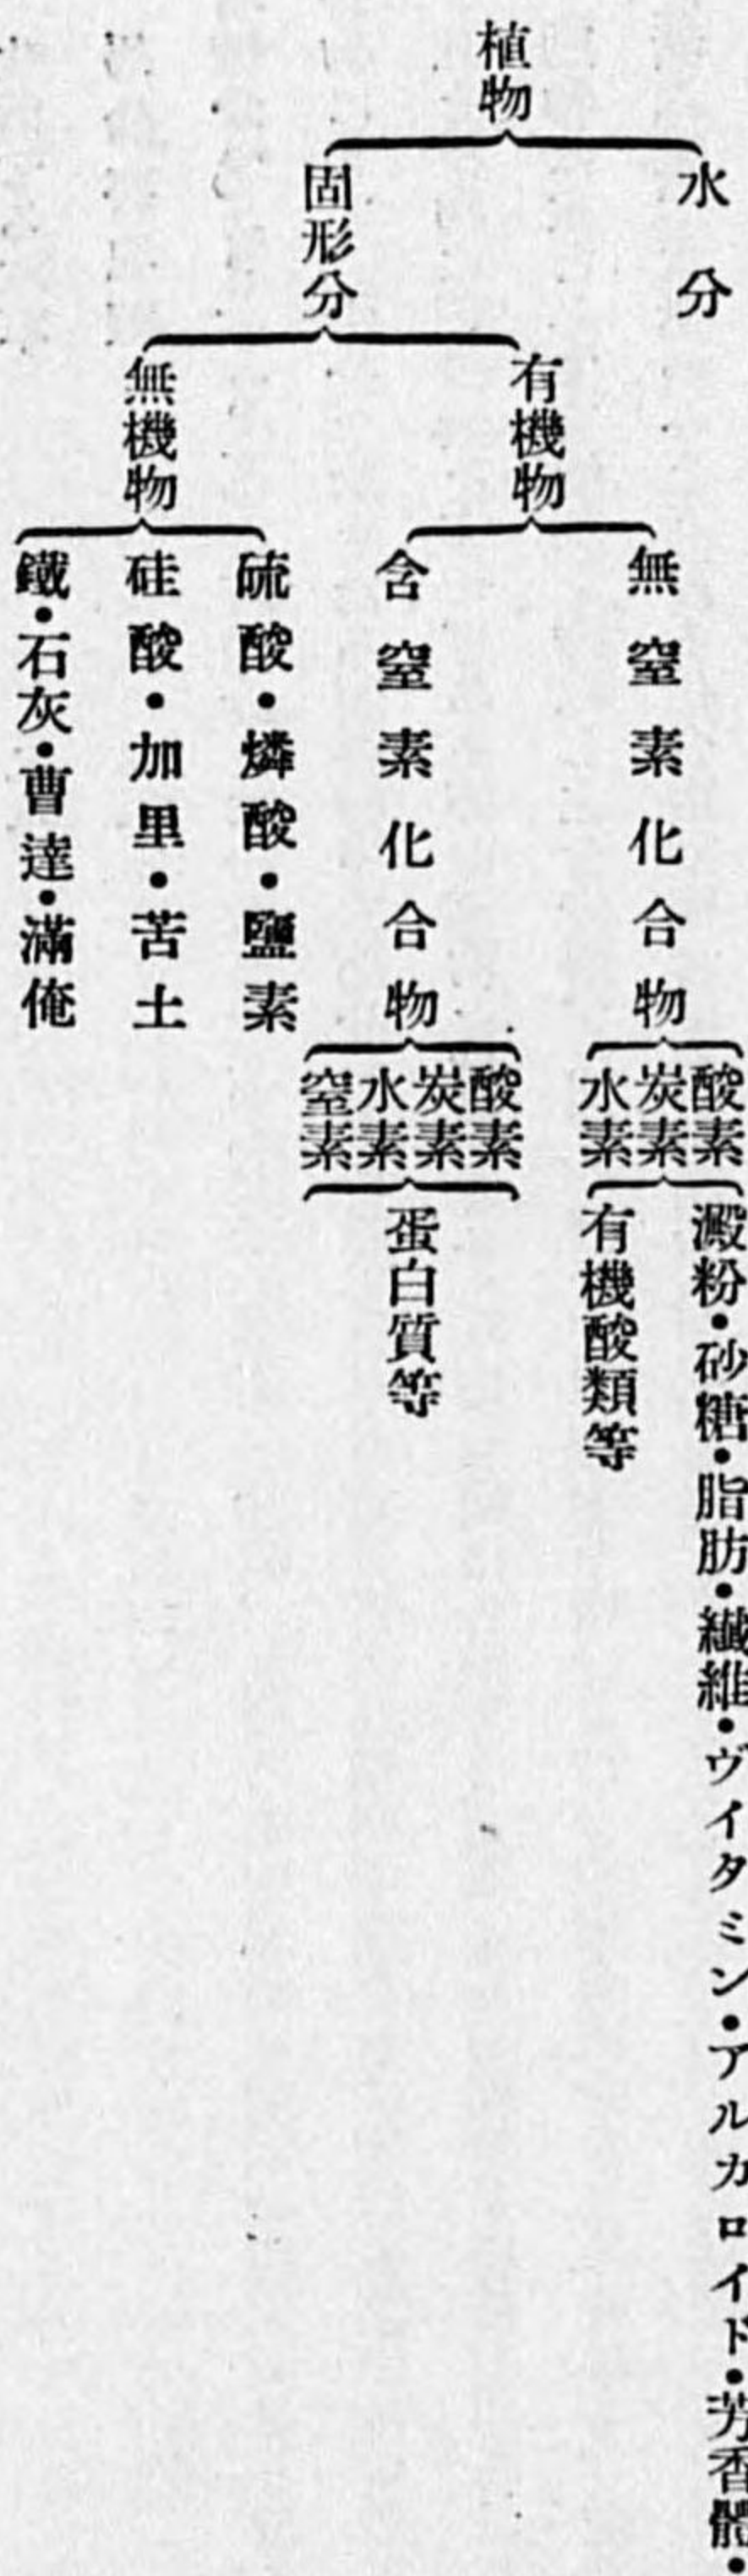 植物
水分
固形分
有機物
無機物
無窒素化合物
含窒素化合物
硫酸・燐酸・鹽素
硅酸・加里・苦土
鐵・石灰・曹達・滿俺
酸素
炭素
水素
酸素
炭素
水素
窒素
澱粉・砂糖・脂肪・纎維・ヴイタミン・アルカロイド・芳香體・
有機酸類等
蛋白質等